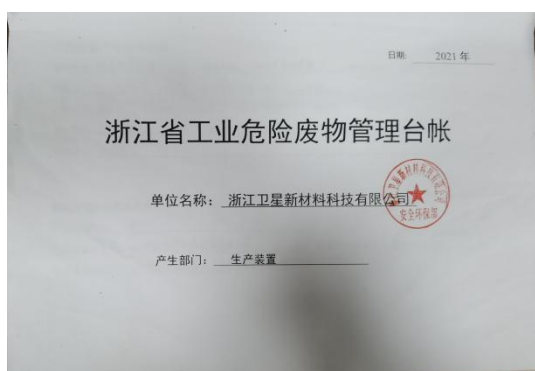 日期: 2021 年
浙江省工业危险废物管理台帐
单位名称: 浙江卫星新材料科技有限公司
安全环保部
产生部门: 生产装置